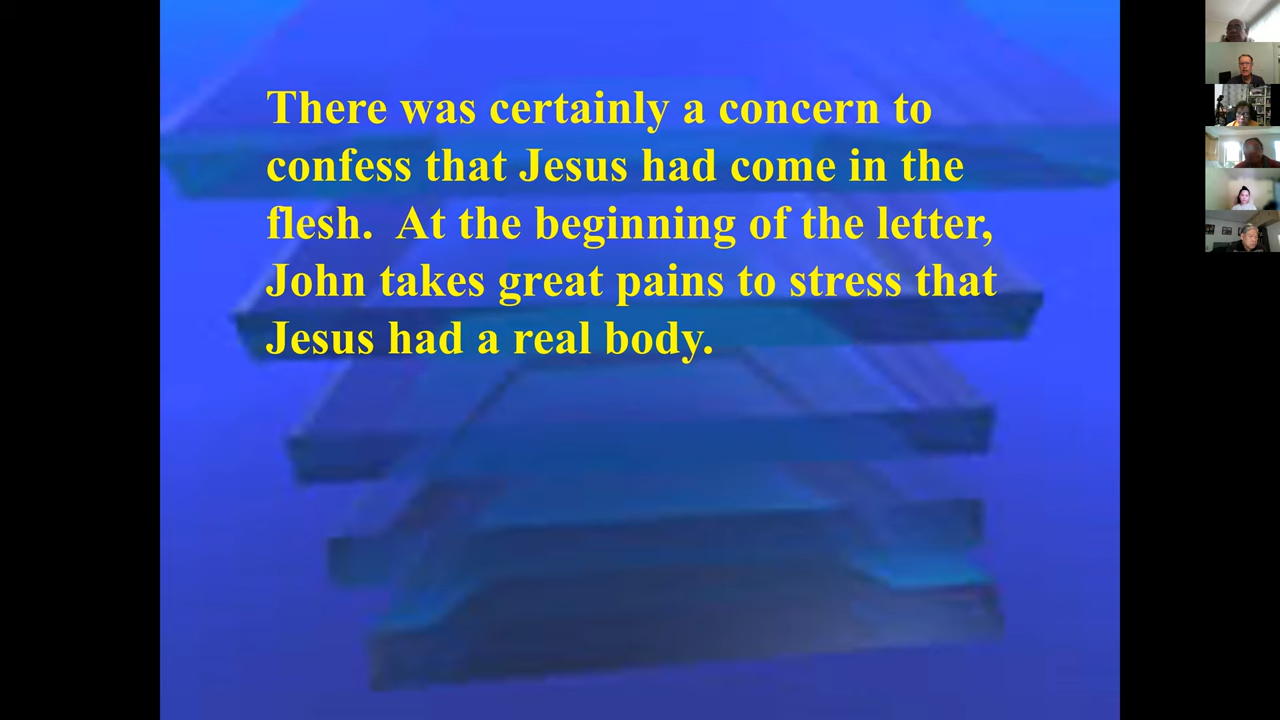 There was certainly a concern to
confess that Jesus had come in the
flesh.  At the beginning of the letter,
John takes great pains to stress that
Jesus had a real body.